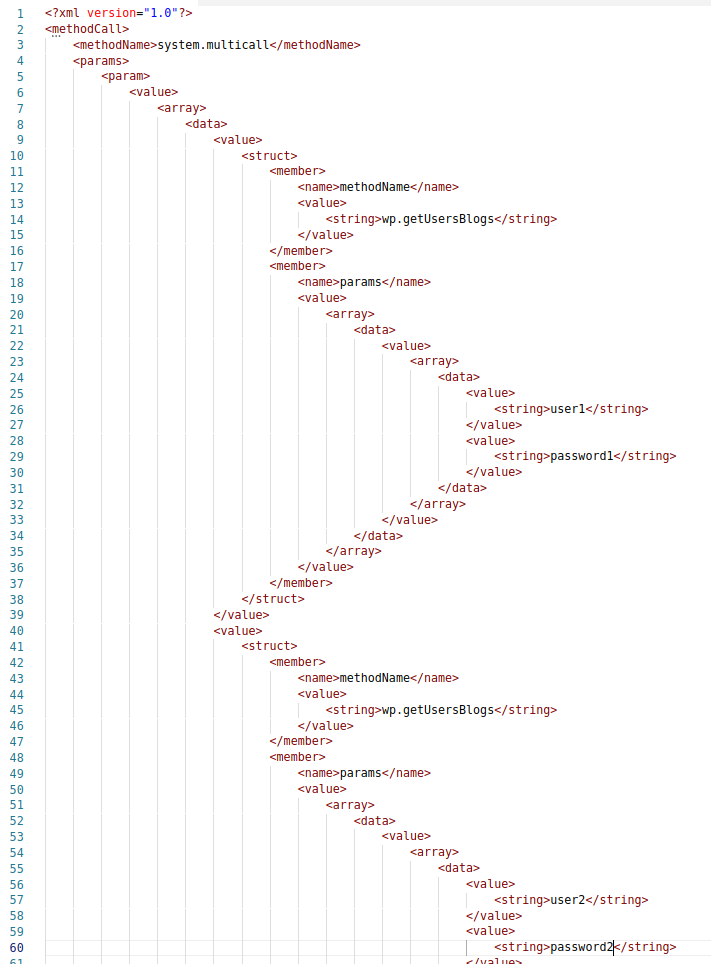 1 <?xml version="1.0"?>
2 <methodCall>
3 <methodName>system.multicall</methodName>
4 <params>
5 <param>
6 <value>
7 <array>
8 <data>
9 <value>
10 <struct>
11 <member>
12 <name>methodName</name>
13 <value>
14 <string>wp.getUsersBlogs</string>
15 </value>
16 </member>
17 <member>
18 <name>params</name>
19 <value>
20 <array>
21 <data>
22 <value>
23 <array>
24 <data>
25 <value>
26 <string>user1</string>
27 </value>
28 <value>
29 <string>password1</string>
30 </value>
31 </data>
32 </array>
33 </value>
34 </data>
35 </array>
36 </value>
37 </member>
38 </struct>
39 </value>
40 <value>
41 <struct>
42 <member>
43 <name>methodName</name>
44 <value>
45 <string>wp.getUsersBlogs</string>
46 </value>
47 </member>
48 <member>
49 <name>params</name>
50 <value>
51 <array>
52 <data>
53 <value>
54 <array>
55 <data>
56 <value>
57 <string>user2</string>
58 </value>
59 <value>
60 <string>password2</string>
61 </value>